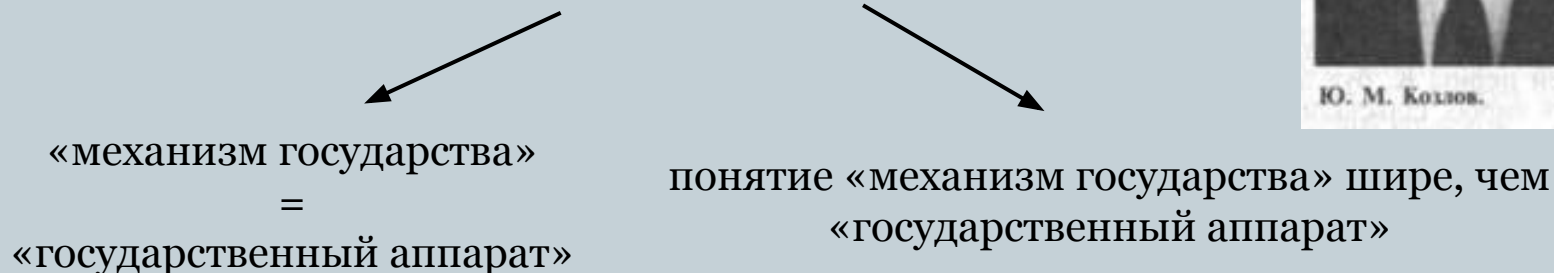 Ю. М. Козлов.
«механизм государства»
=
«государственный аппарат»
понятие «механизм государства» шире, чем
«государственный аппарат»